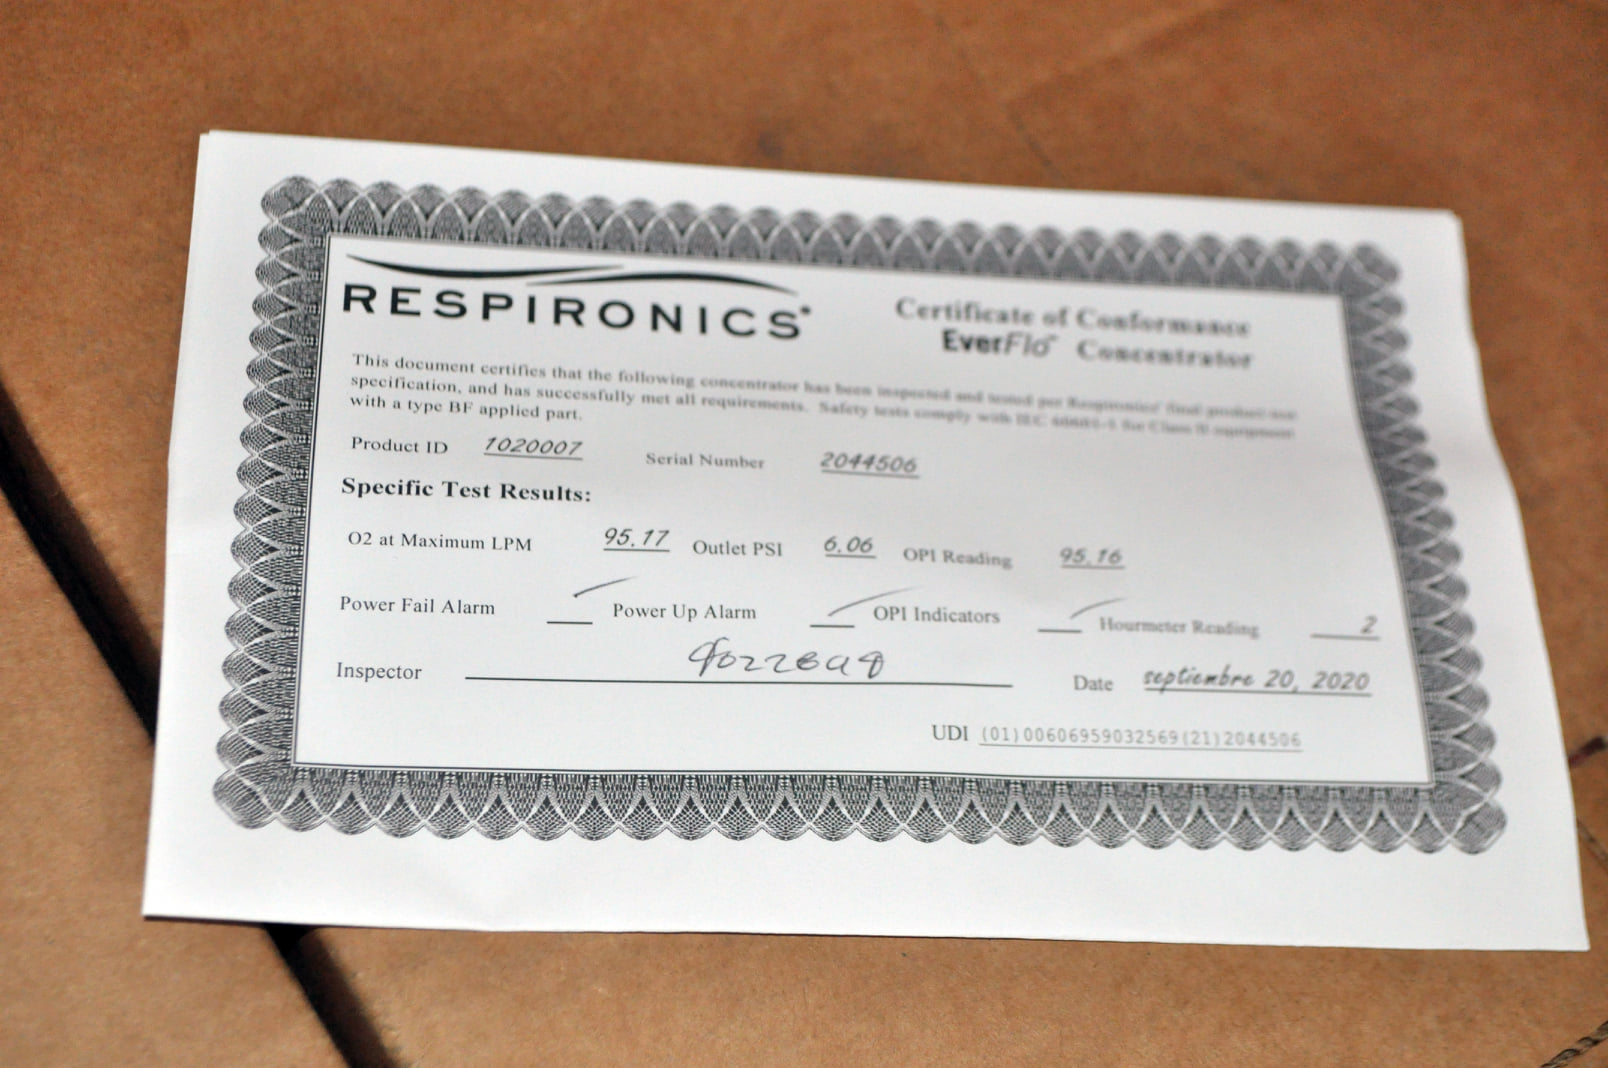 RESPIRONICS®
Certificate of Conformance
EverFlo™ Concentrator
This document certifies that the following concentrator has been inspected and tested per Respironics' final product use
specification, and has successfully met all requirements. Safety tests comply with IEC 60601-1 for Class II equipment
with a type BF applied part.
Product ID 1020007 Serial Number 2044506
Specific Test Results:
O2 at Maximum LPM 95.17 Outlet PSI 6.06 OPI Reading 95.16
Power Fail Alarm Power Up Alarm OPI Indicators Hourmeter Reading 2
Inspector Date septiembre 20, 2020
UDI (01)00606959032569(21)2044506